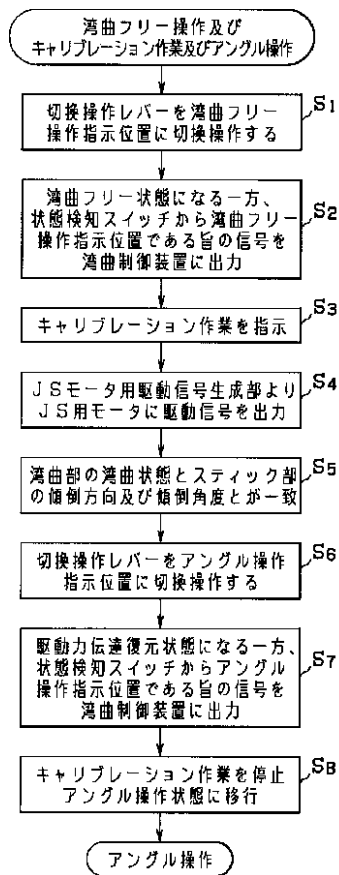 湾曲フリー操作及び
キャリブレーション作業及びアングル操作
S1
切換操作レバーを湾曲フリー
操作指示位置に切換操作する
S2
湾曲フリー状態になる一方、
状態検知スイッチから湾曲フリー
操作指示位置である旨の信号を
湾曲制御装置に出力
S3
キャリブレーション作業を指示
S4
JSモータ用駆動信号生成部より
JS用モータに駆動信号を出力
S5
湾曲部の湾曲状態とスティック部
の傾倒方向及び傾倒角度とが一致
S6
切換操作レバーをアングル操作
指示位置に切換操作する
S7
駆動力伝達復元状態になる一方、
状態検知スイッチからアングル
操作指示位置である旨の信号を
湾曲制御装置に出力
S8
キャリブレーション作業を停止
アングル操作状態に移行
アングル操作